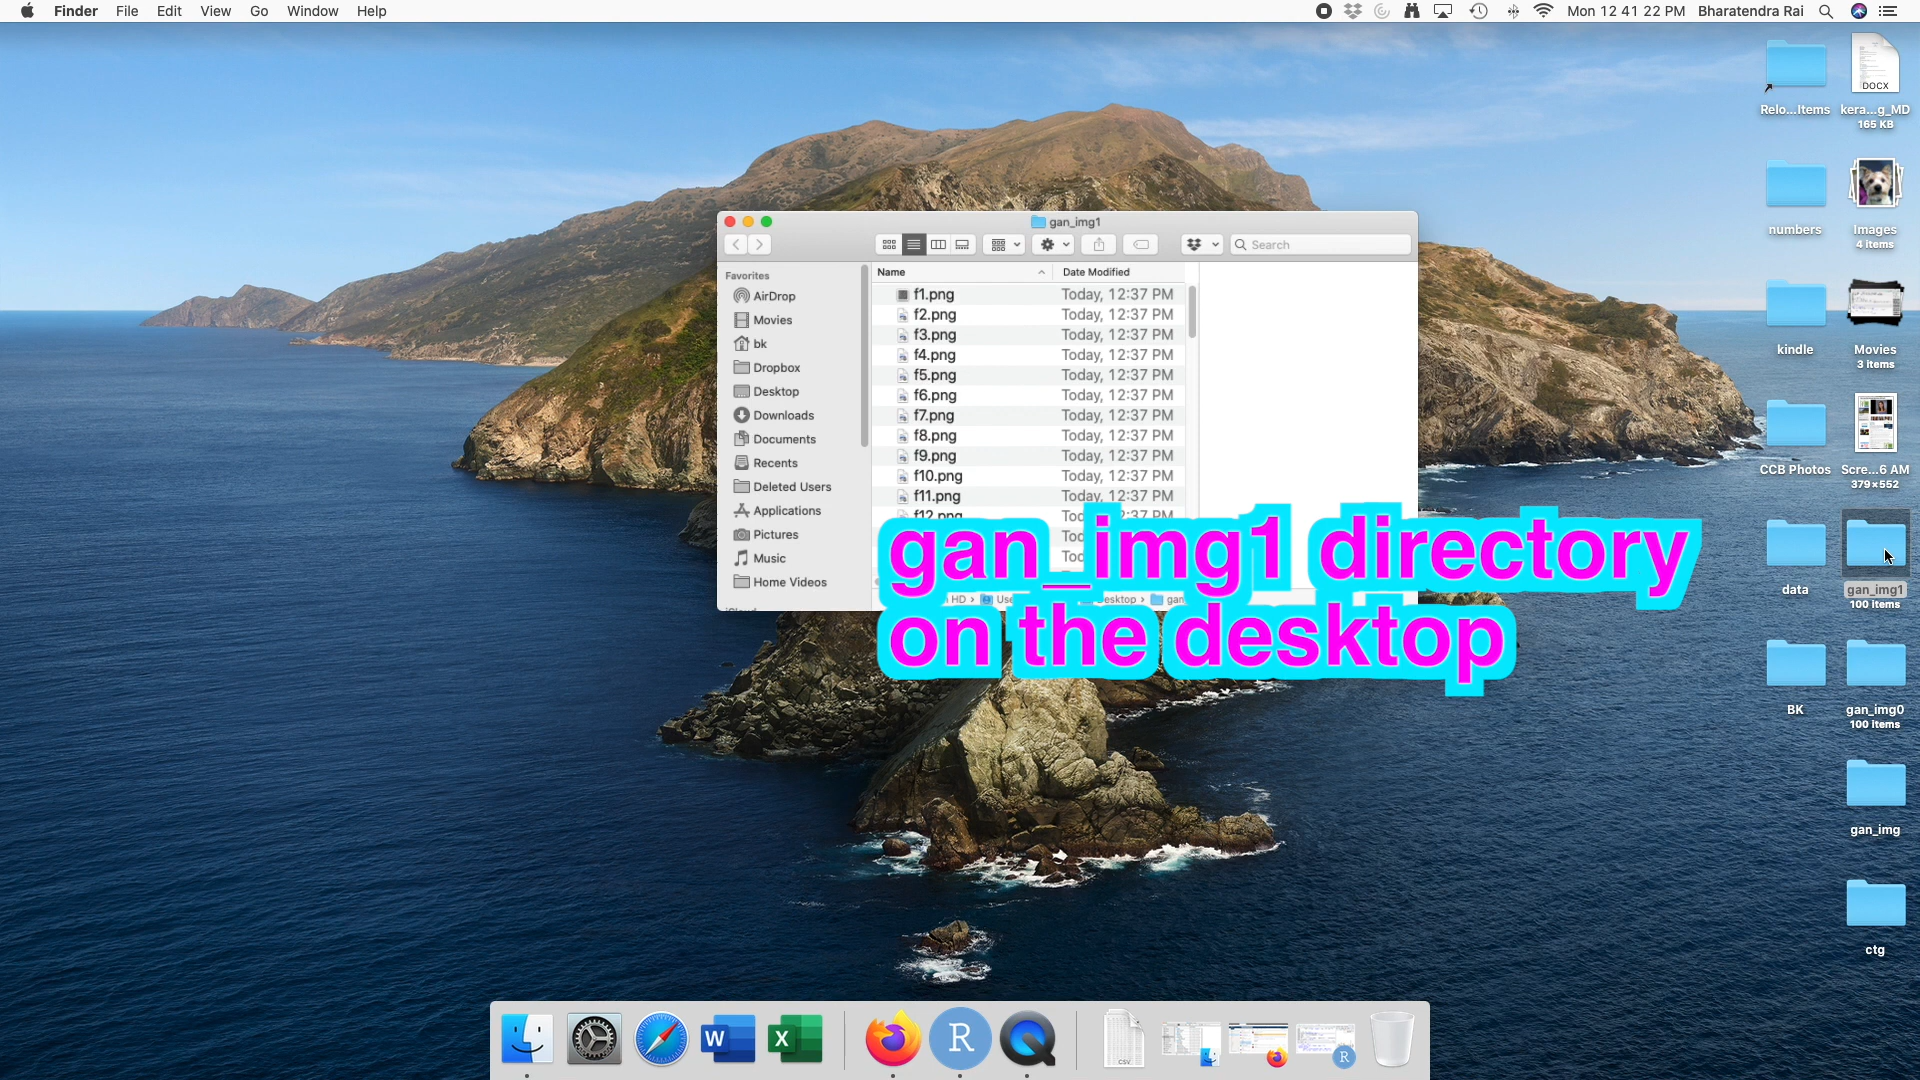 Finder File Edit View Go Window Help
Mon 12 41 22 PM Bharatendra Rai
Relo...Items
kera...g_MD
165 KB
DOCX
numbers
Images
4 items
kindle
Movies
3 items
CCB Photos
Scre...6 AM
379×552
data
gan_img1
100 items
BK
gan_img0
100 items
gan_img
ctg
gan_img1
Search
Favorites
AirDrop
Movies
bk
Dropbox
Desktop
Downloads
Documents
Recents
Deleted Users
Applications
Pictures
Music
Home Videos
Name Date Modified
f1.png Today, 12:37 PM
f2.png Today, 12:37 PM
f3.png Today, 12:37 PM
f4.png Today, 12:37 PM
f5.png Today, 12:37 PM
f6.png Today, 12:37 PM
f7.png Today, 12:37 PM
f8.png Today, 12:37 PM
f9.png Today, 12:37 PM
f10.png Today, 12:37 PM
f11.png Today, 12:37 PM
gan_img1 directory
on the desktop
W
X
R
CSV
R